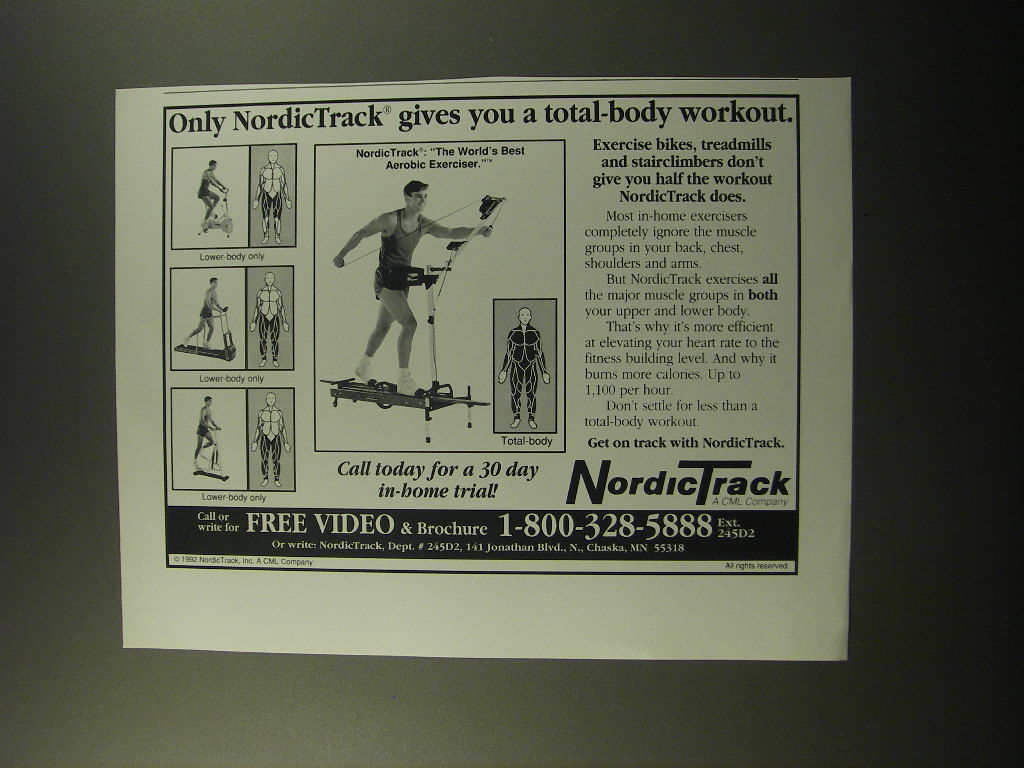 Only NordicTrack® gives you a total-body workout.
Lower-body only
Lower-body only
Lower-body only
NordicTrack®: "The World's Best
Aerobic Exerciser."™
Total-body
Call today for a 30 day
in-home trial!
Exercise bikes, treadmills
and stairclimbers don't
give you half the workout
NordicTrack does.
Most in-home exercisers
completely ignore the muscle
groups in your back, chest,
shoulders and arms.
But NordicTrack exercises all
the major muscle groups in both
your upper and lower body.
That's why it's more efficient
at elevating your heart rate to the
fitness building level. And why it
burns more calories. Up to
1,100 per hour.
Don't settle for less than a
total-body workout.
Get on track with NordicTrack.
NordicTrack
A CML Company
Call or
write for
FREE VIDEO & Brochure 1-800-328-5888 Ext.
245D2
Or write: NordicTrack, Dept. # 245D2, 141 Jonathan Blvd., N., Chaska, MN 55318
© 1992 NordicTrack, Inc. A CML Company
All rights reserved.